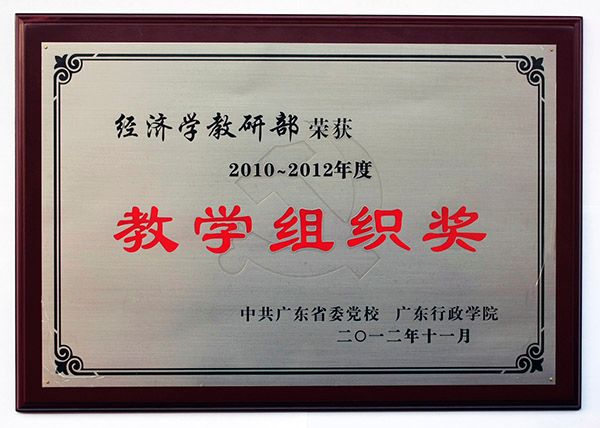 经济学教研部 荣获
2010~2012年度
教学组织奖
中共广东省委党校 广东行政学院
二〇一二年十一月